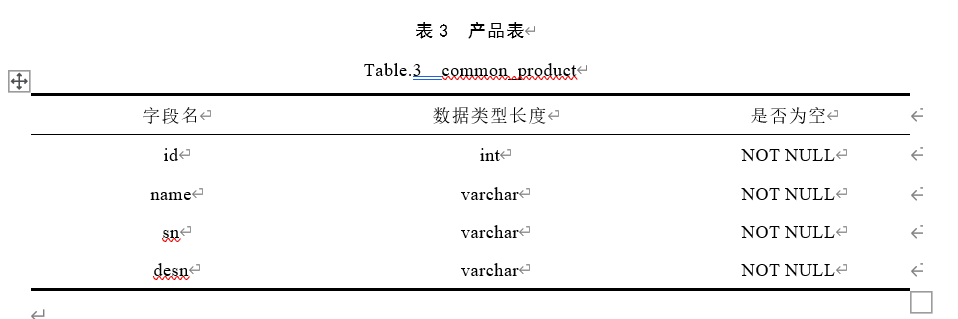 表 3 产品表
Table.3 common_product
字段名 数据类型长度 是否为空
id int NOT NULL
name varchar NOT NULL
sn varchar NOT NULL
desn varchar NOT NULL